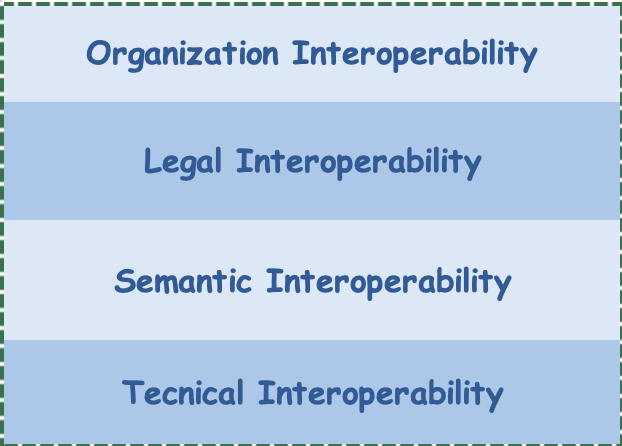 Organization Interoperability
Legal Interoperability
Semantic Interoperability
Tecnical Interoperability